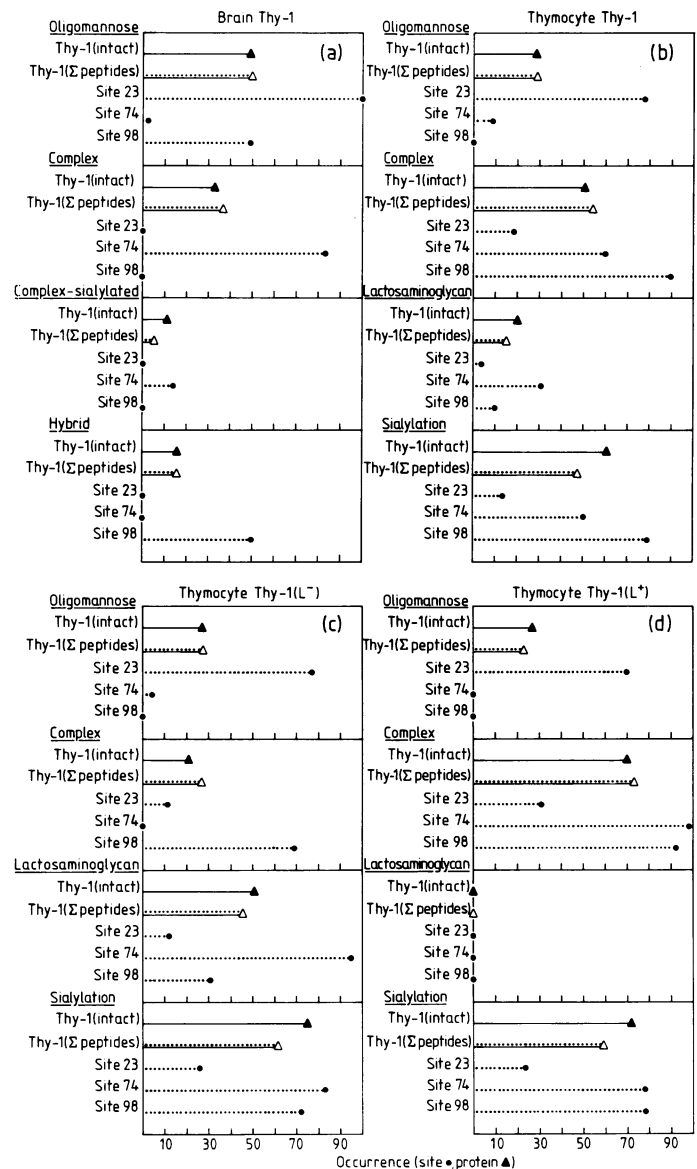 Brain Thy-1
(a)
Oligomannose
Thy-1(intact)
Thy-1(Σ peptides)
Site 23
Site 74
Site 98
Complex
Thy-1(intact)
Thy-1(Σ peptides)
Site 23
Site 74
Site 98
Complex-sialylated
Thy-1(intact)
Thy-1(Σ peptides)
Site 23
Site 74
Site 98
Hybrid
Thy-1(intact)
Thy-1(Σ peptides)
Site 23
Site 74
Site 98
Thymocyte Thy-1
(b)
Oligomannose
Thy-1(intact)
Thy-1(Σ peptides)
Site 23
Site 74
Site 98
Complex
Thy-1(intact)
Thy-1(Σ peptides)
Site 23
Site 74
Site 98
Lactosaminoglycan
Thy-1(intact)
Thy-1(Σ peptides)
Site 23
Site 74
Site 98
Sialylation
Thy-1(intact)
Thy-1(Σ peptides)
Site 23
Site 74
Site 98
Thymocyte Thy-1(L⁻)
(c)
Oligomannose
Thy-1(intact)
Thy-1(Σ peptides)
Site 23
Site 74
Site 98
Complex
Thy-1(intact)
Thy-1(Σ peptides)
Site 23
Site 74
Site 98
Lactosaminoglycan
Thy-1(intact)
Thy-1(Σ peptides)
Site 23
Site 74
Site 98
Sialylation
Thy-1(intact)
Thy-1(Σ peptides)
Site 23
Site 74
Site 98
10 30 50 70 90
Thymocyte Thy-1(L⁺)
(d)
Oligomannose
Thy-1(intact)
Thy-1(Σ peptides)
Site 23
Site 74
Site 98
Complex
Thy-1(intact)
Thy-1(Σ peptides)
Site 23
Site 74
Site 98
Lactosaminoglycan
Thy-1(intact)
Thy-1(Σ peptides)
Site 23
Site 74
Site 98
Sialylation
Thy-1(intact)
Thy-1(Σ peptides)
Site 23
Site 74
Site 98
10 30 50 70 90
Occurrence (site •, protein ▲)